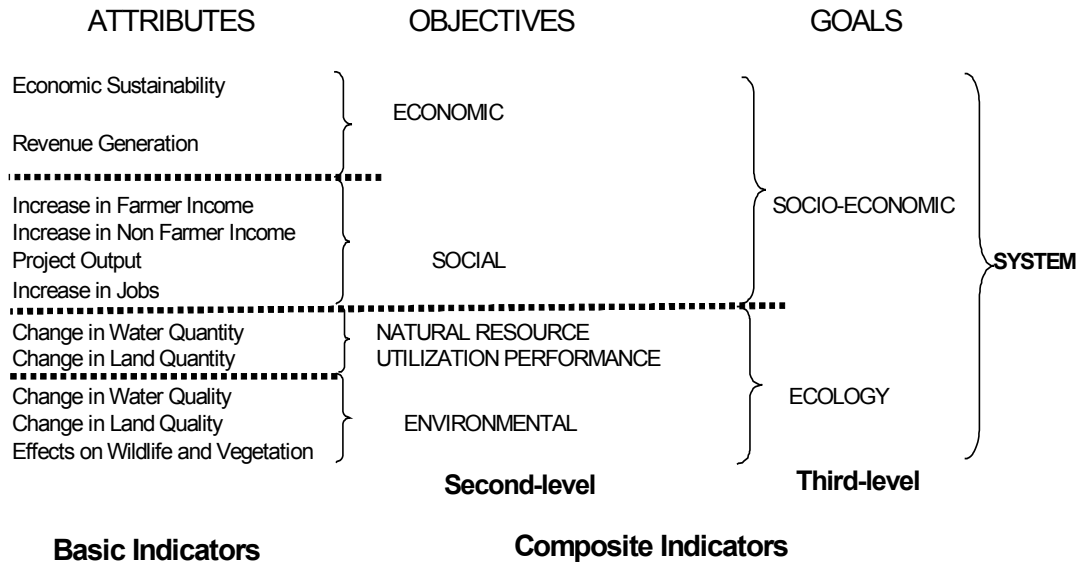 ATTRIBUTES OBJECTIVES GOALS
Economic Sustainability
ECONOMIC
Revenue Generation
Increase in Farmer Income
SOCIO-ECONOMIC
Increase in Non Farmer Income
Project Output
SOCIAL
SYSTEM
Increase in Jobs
Change in Water Quantity
NATURAL RESOURCE
Change in Land Quantity
UTILIZATION PERFORMANCE
Change in Water Quality
ECOLOGY
Change in Land Quality
ENVIRONMENTAL
Effects on Wildlife and Vegetation
Second-level
Third-level
Basic Indicators
Composite Indicators